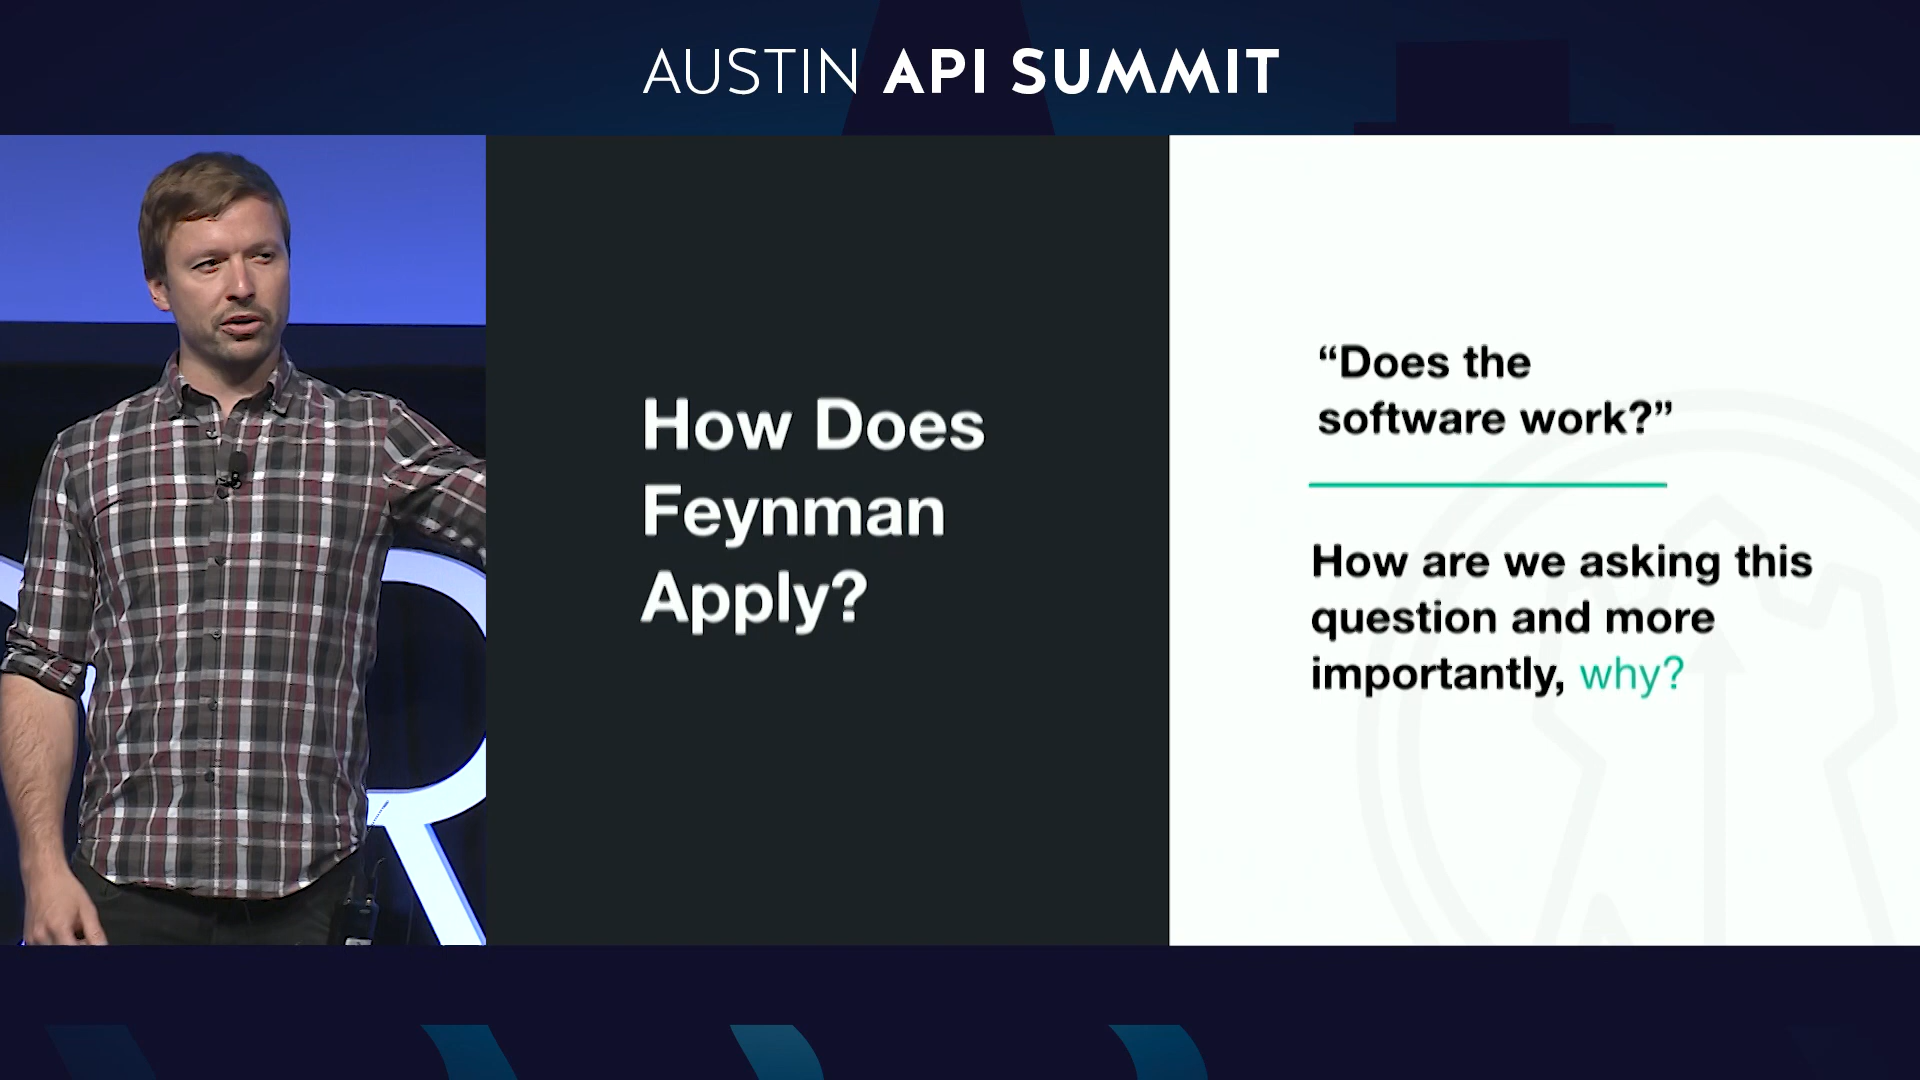 AUSTIN API SUMMIT
How Does
Feynman
Apply?
“Does the
software work?”
How are we asking this
question and more
importantly, why?